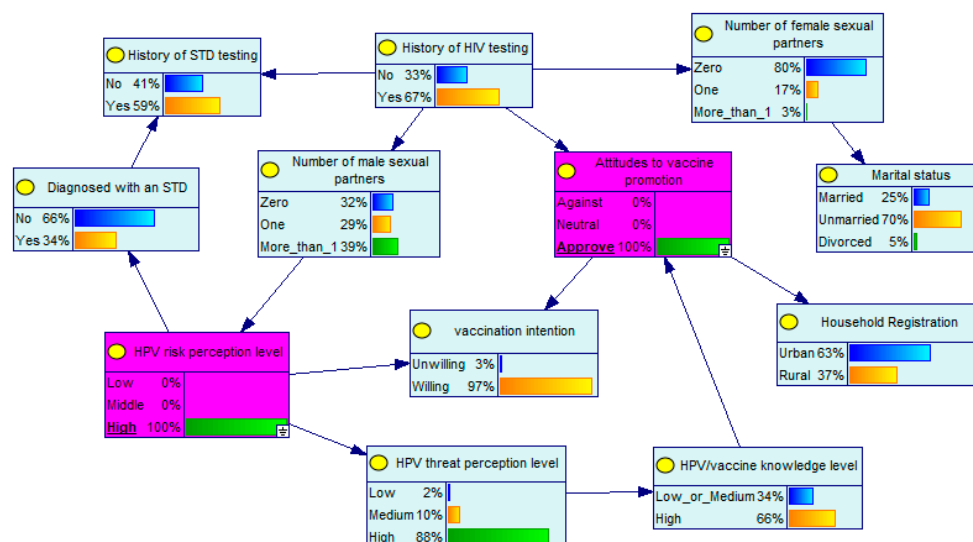 History of STD testing
No 41%
Yes 59%
History of HIV testing
No 33%
Yes 67%
Number of female sexual
partners
Zero 80%
One 17%
More_than_1 3%
Diagnosed with an STD
No 66%
Yes 34%
Number of male sexual
partners
Zero 32%
One 29%
More_than_1 39%
Attitudes to vaccine
promotion
Against 0%
Neutral 0%
Approve 100%
Marital status
Married 25%
Unmarried 70%
Divorced 5%
HPV risk perception level
Low 0%
Middle 0%
High 100%
vaccination intention
Unwilling 3%
Willing 97%
Household Registration
Urban 63%
Rural 37%
HPV threat perception level
Low 2%
Medium 10%
High 88%
HPV/vaccine knowledge level
Low_or_Medium 34%
High 66%